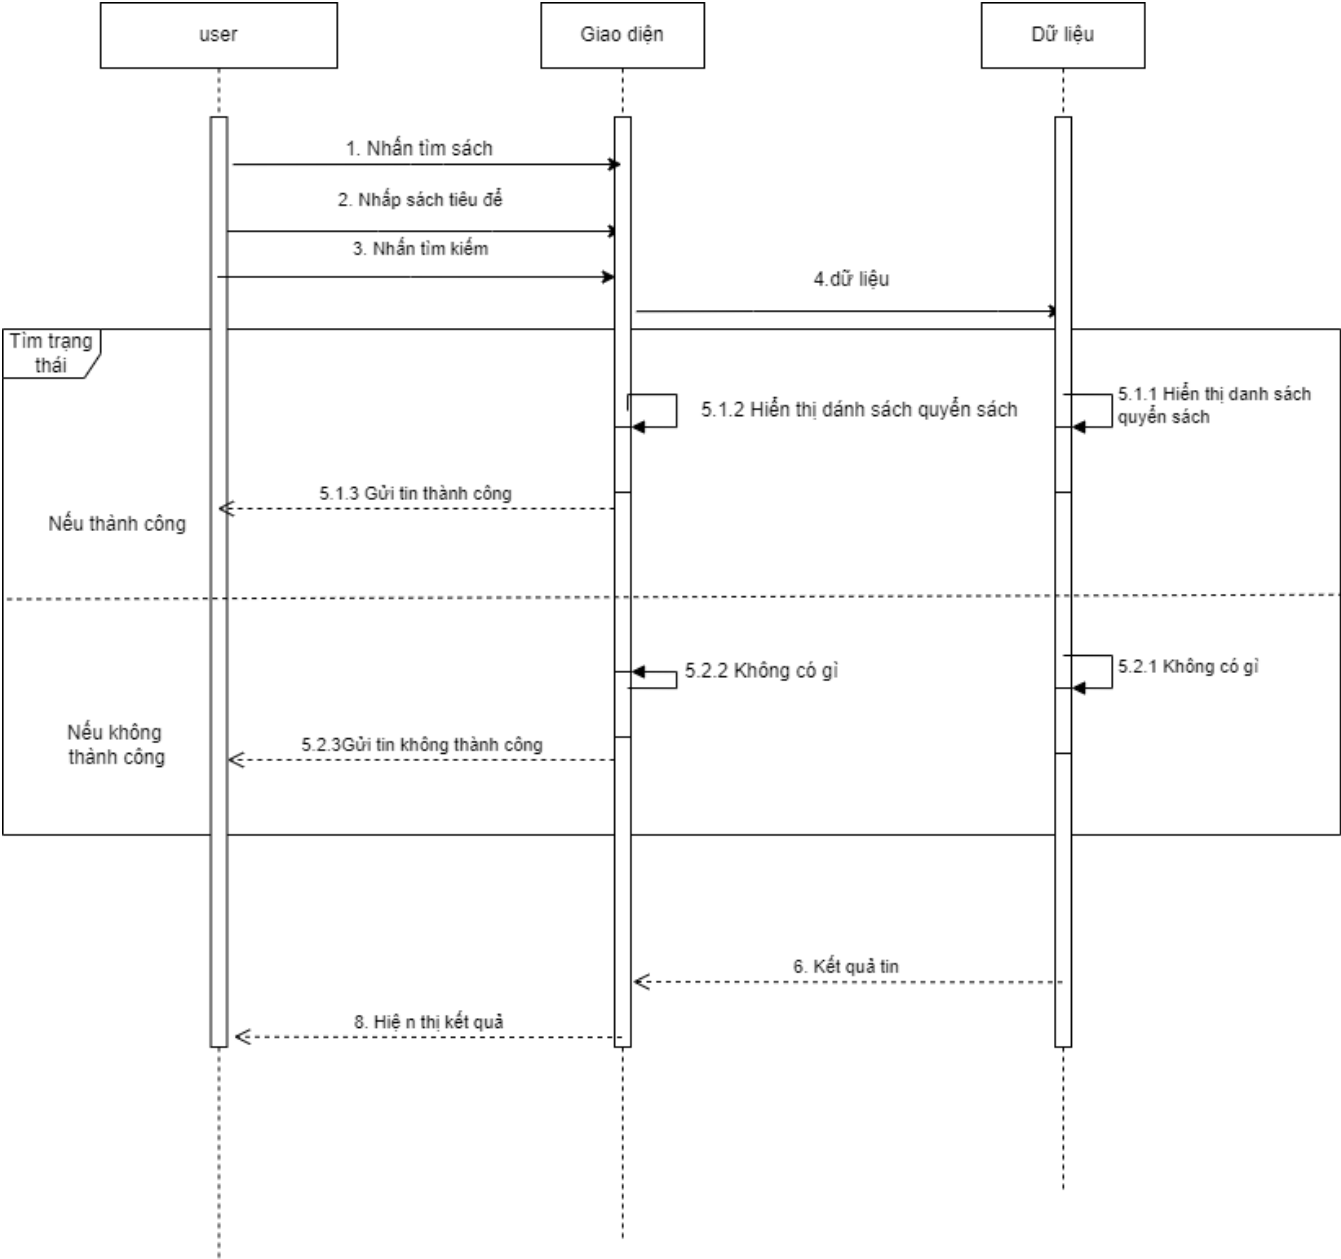 user
Giao diện
Dữ liệu
1. Nhấn tìm sách
2. Nhấp sách tiêu để
3. Nhấn tìm kiếm
4.dữ liệu
Tìm trạng
thái
5.1.2 Hiển thị dánh sách quyển sách
5.1.1 Hiển thị danh sách
quyển sách
5.1.3 Gửi tin thành công
Nếu thành công
5.2.2 Không có gì
5.2.1 Không có gì
Nếu không
thành công
5.2.3Gửi tin không thành công
6. Kết quả tin
8. Hiệ n thị kết quả